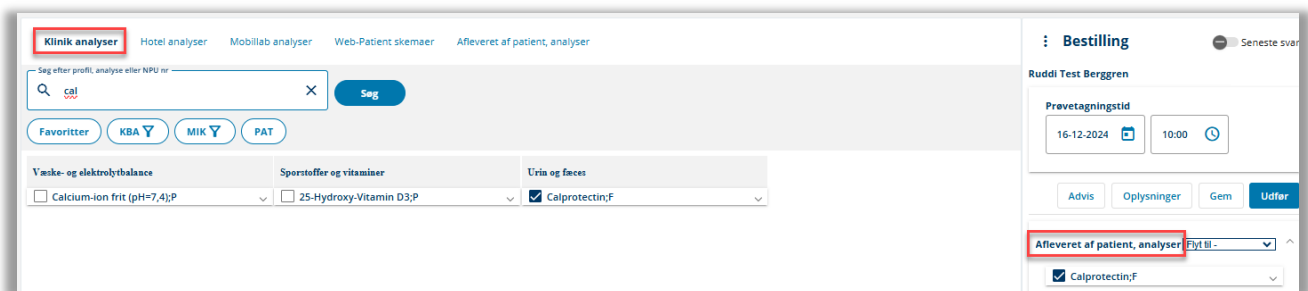 Klinik analyser Hotel analyser Mobillab analyser Web-Patient skemaer Afleveret af patient, analyser
Søg efter profil, analyse eller NPU nr
cal
Søg
Favoritter KBA MIK PAT
Væske- og elektrolytbalance Sporstoffer og vitaminer Urin og fæces
Calcium-ion frit (pH=7,4);P 25-Hydroxy-Vitamin D3;P Calprotectin;F
Bestilling Seneste svar
Ruddi Test Berggren
Prøvetagningstid
16-12-2024 10:00
Advis Oplysninger Gem Udfør
Afleveret af patient, analyser Flyt til -
Calprotectin;F